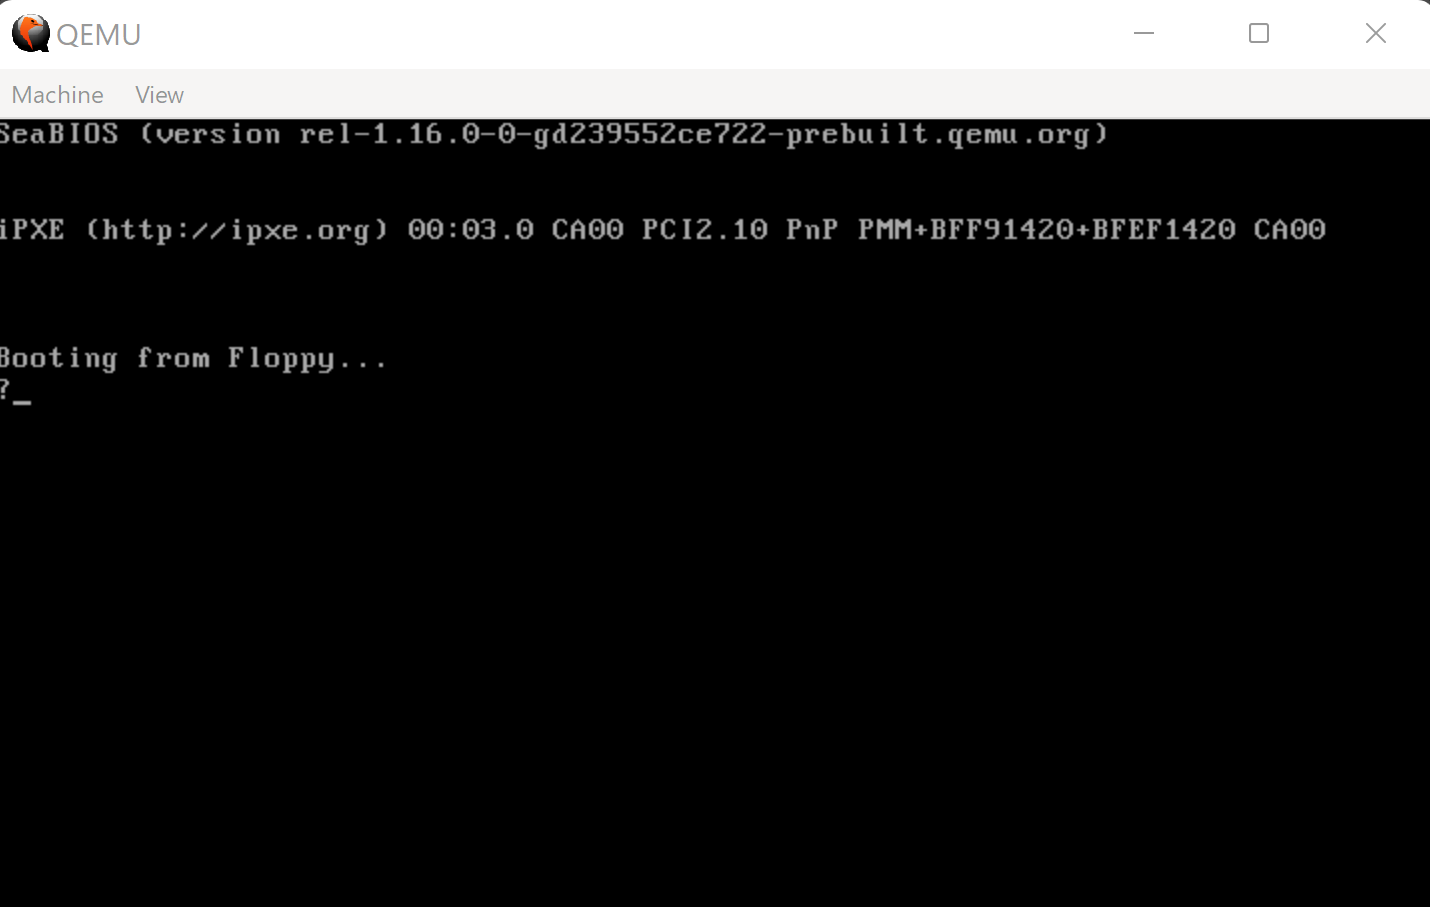 QEMU
Machine View
SeaBIOS (version rel-1.16.0-0-gd239552ce722-prebuilt.qemu.org)
iPXE (http://ipxe.org) 00:03.0 CA00 PCI2.10 PnP PMM+BFF91420+BFEF1420 CA00
Booting from Floppy...
?_